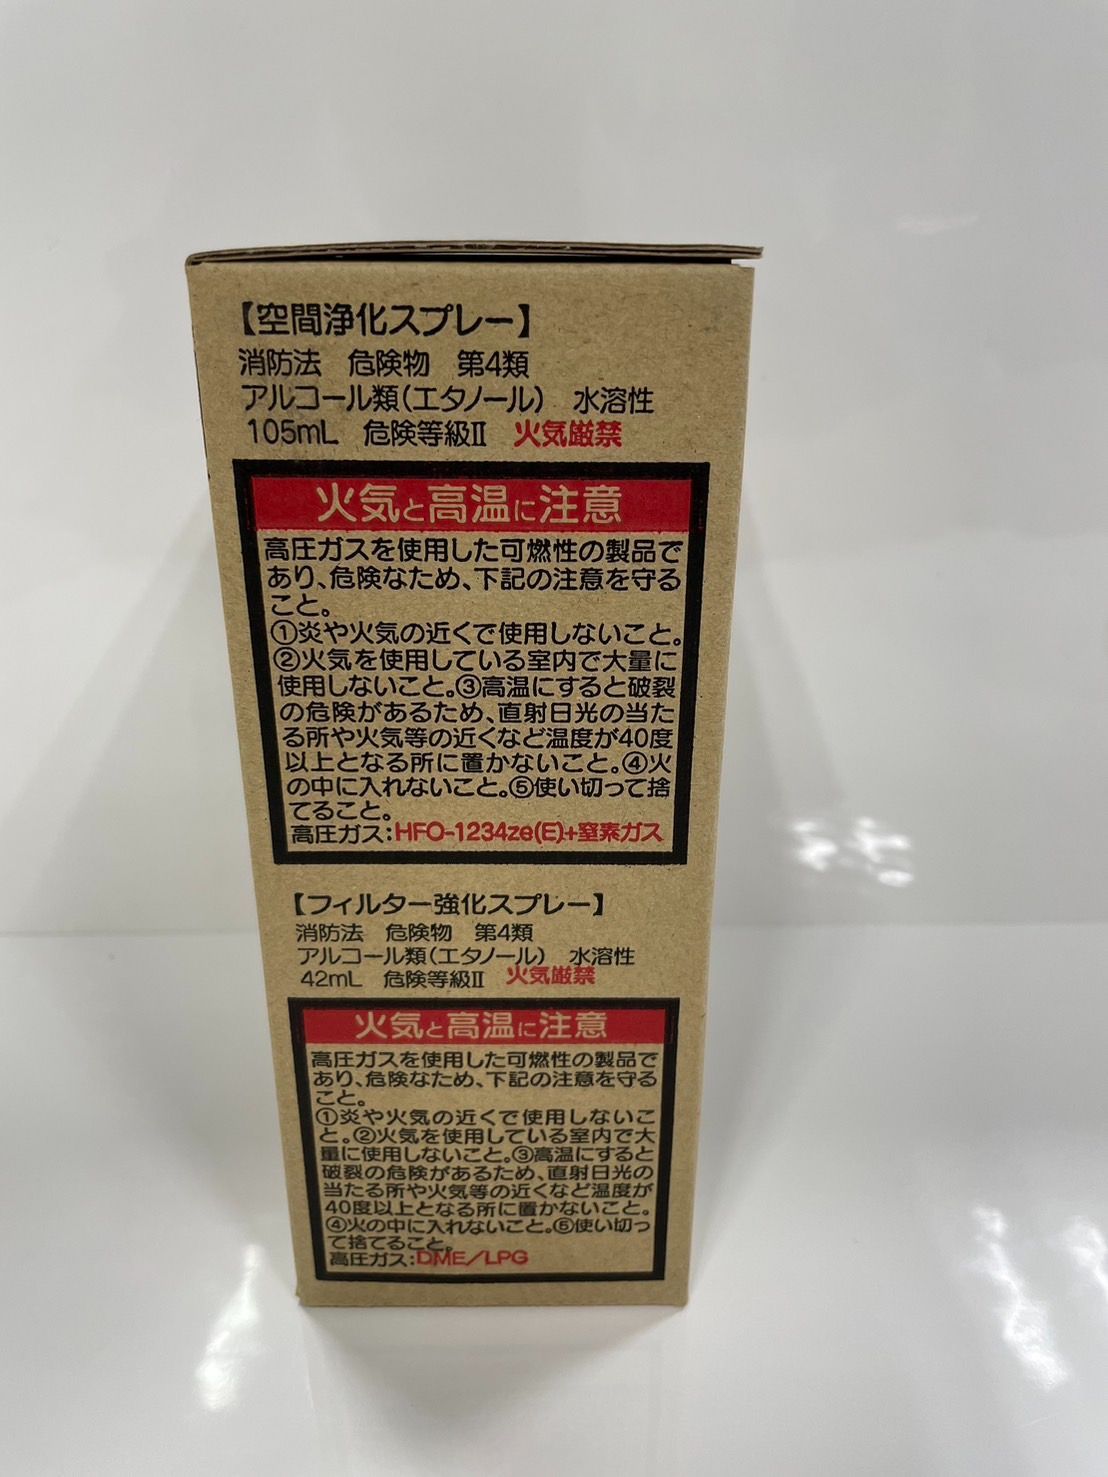 【空間浄化スプレー】
消防法　危険物　第4類
アルコール類(エタノール)　水溶性
105mL　危険等級Ⅱ　火気厳禁
火気と高温に注意
高圧ガスを使用した可燃性の製品で
あり、危険なため、下記の注意を守る
こと。
①炎や火気の近くで使用しないこと。
②火気を使用している室内で大量に
使用しないこと。③高温にすると破裂
の危険があるため、直射日光の当た
る所や火気等の近くなど温度が40度
以上となる所に置かないこと。④火
の中に入れないこと。⑤使い切って捨
てること。
高圧ガス:HFO-1234ze(E)+窒素ガス
【フィルター強化スプレー】
消防法　危険物　第4類
アルコール類(エタノール)　水溶性
42mL　危険等級Ⅱ　火気厳禁
火気と高温に注意
高圧ガスを使用した可燃性の製品で
あり、危険なため、下記の注意を守る
こと。
①炎や火気の近くで使用しないこ
と。②火気を使用している室内で大
量に使用しないこと。③高温にすると
破裂の危険があるため、直射日光の
当たる所や火気等の近くなど温度が
40度以上となる所に置かないこと。
④火の中に入れないこと。⑤使い切っ
て捨てること。
高圧ガス:DME/LPG